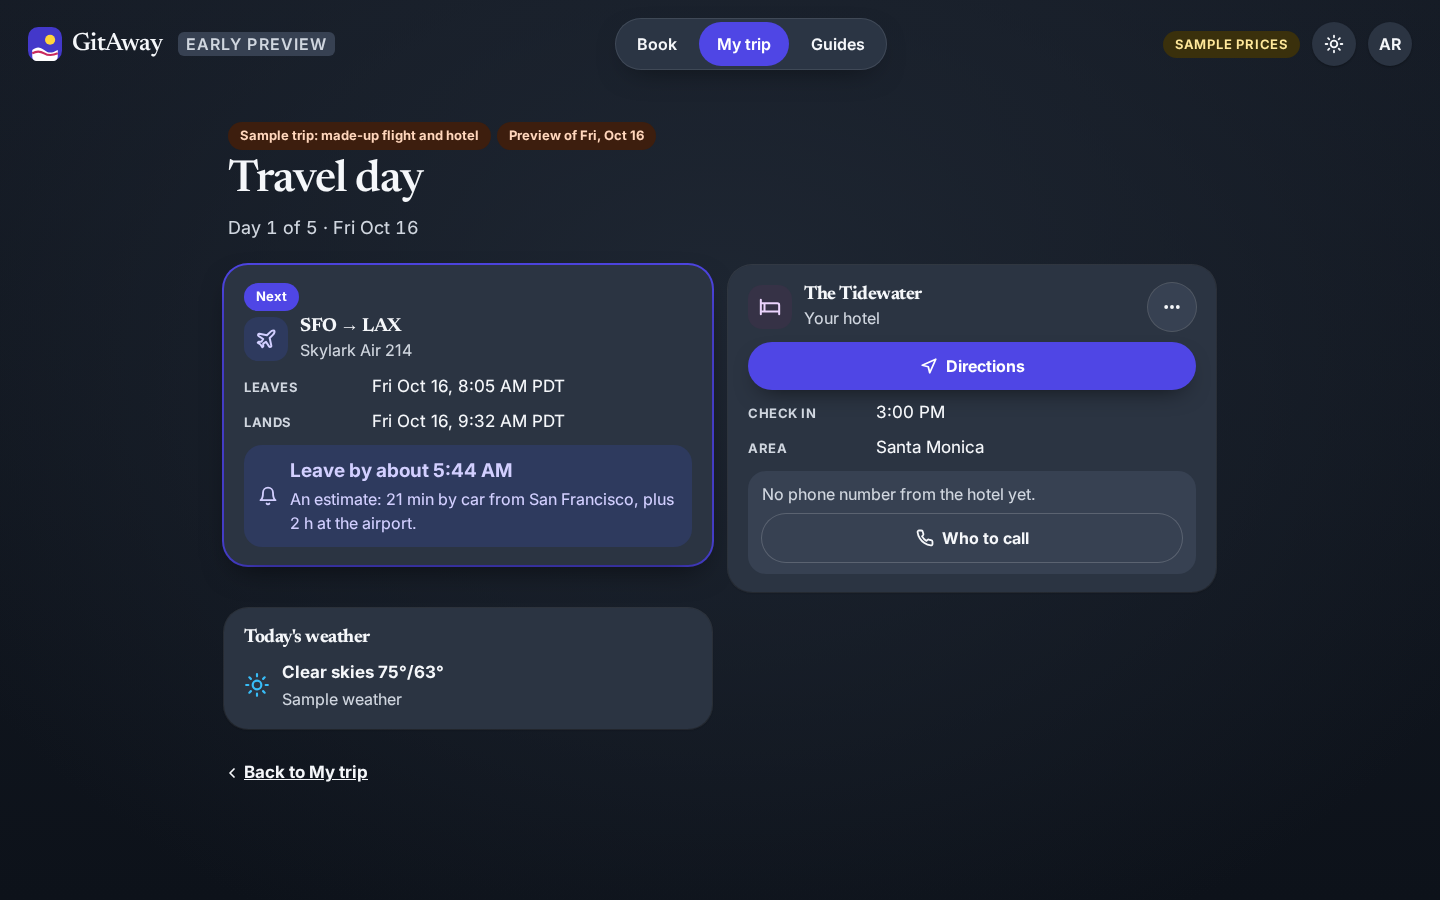 GitAway EARLY PREVIEW
Book My trip Guides
SAMPLE PRICES AR
Sample trip: made-up flight and hotel Preview of Fri, Oct 16
Travel day
Day 1 of 5 · Fri Oct 16
Next
SFO → LAX
Skylark Air 214
LEAVES Fri Oct 16, 8:05 AM PDT
LANDS Fri Oct 16, 9:32 AM PDT
Leave by about 5:44 AM
An estimate: 21 min by car from San Francisco, plus
2 h at the airport.
The Tidewater
Your hotel
Directions
CHECK IN 3:00 PM
AREA Santa Monica
No phone number from the hotel yet.
Who to call
Today's weather
Clear skies 75°/63°
Sample weather
Back to My trip